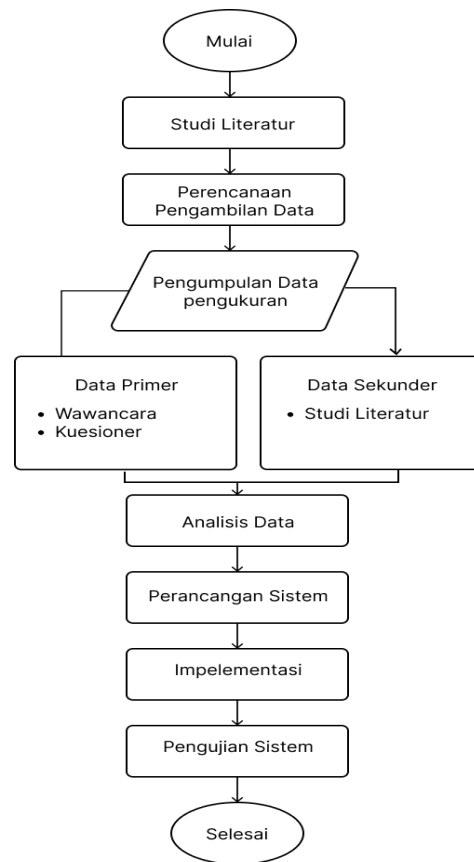 Mulai
Studi Literatur
Perencanaan
Pengambilan Data
Pengumpulan Data
pengukuran
Data Primer
• Wawancara
• Kuesioner
Data Sekunder
• Studi Literatur
Analisis Data
Perancangan Sistem
Impelementasi
Pengujian Sistem
Selesai